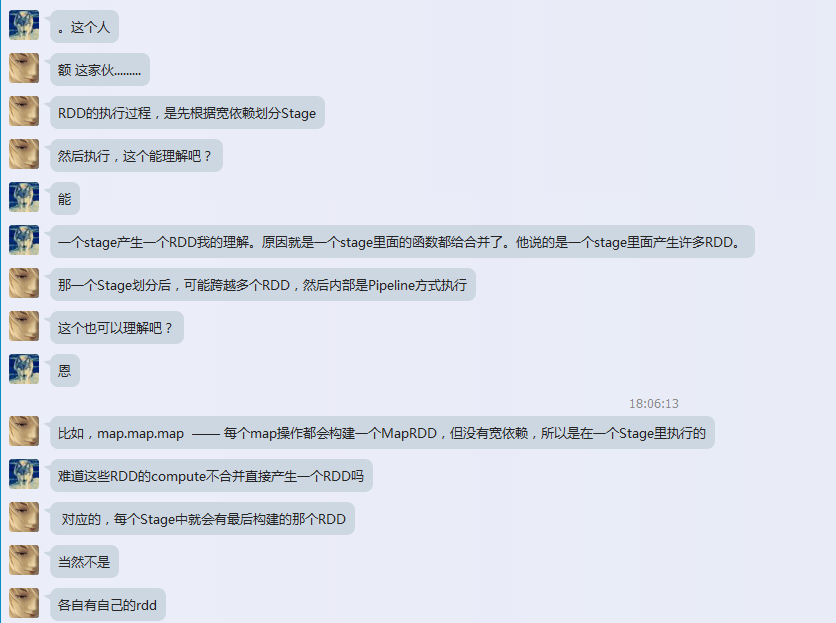 。这个人
额 这家伙.........
RDD的执行过程，是先根据宽依赖划分Stage
然后执行，这个能理解吧？
能
一个stage产生一个RDD我的理解。原因就是一个stage里面的函数都给合并了。他说的是一个stage里面产生许多RDD。
那一个Stage划分后，可能跨越多个RDD，然后内部是Pipeline方式执行
这个也可以理解吧？
恩
18:06:13
比如，map.map.map —— 每个map操作都会构建一个MapRDD，但没有宽依赖，所以是在一个Stage里执行的
难道这些RDD的compute不合并直接产生一个RDD吗
对应的，每个Stage中就会有最后构建的那个RDD
当然不是
各自有自己的rdd